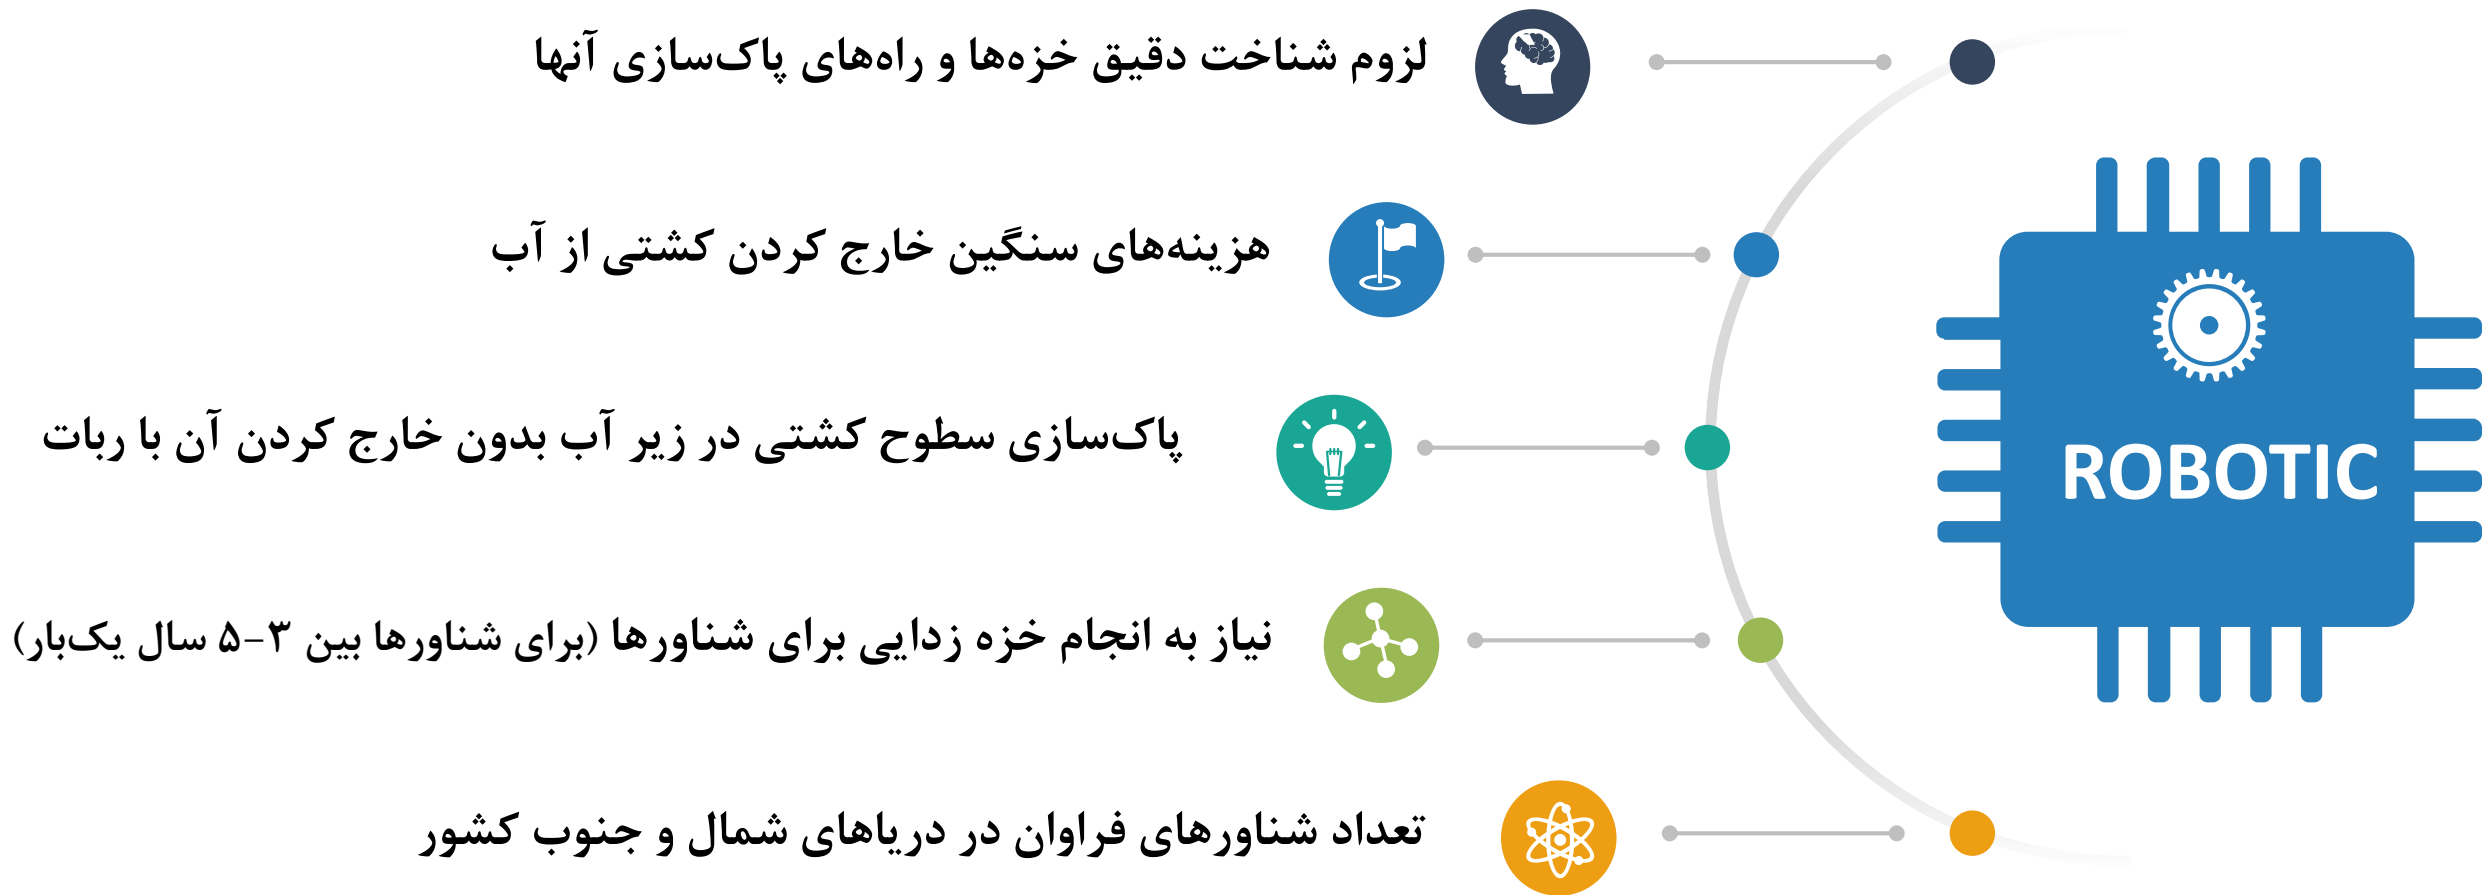 لزوم شناخت دقیق خزه‌ها و راه‌های پاک‌سازی آنها
هزینه‌های سنگین خارج کردن کشتی از آب
پاک‌سازی سطوح کشتی در زیر آب بدون خارج کردن آن با ربات
نیاز به انجام خزه زدایی برای شناورها (برای شناورها بین ۳-۵ سال یک‌بار)
تعداد شناورهای فراوان در دریاهای شمال و جنوب کشور
ROBOTIC